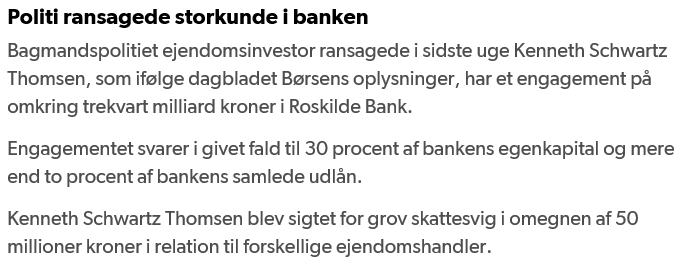 Politi ransagede storkunde i banken
Bagmandspolitiet ejendomsinvestor ransagede i sidste uge Kenneth Schwartz
Thomsen, som ifølge dagbladet Børsens oplysninger, har et engagement på
omkring trekvart milliard kroner i Roskilde Bank.
Engagementet svarer i givet fald til 30 procent af bankens egenkapital og mere
end to procent af bankens samlede udlån.
Kenneth Schwartz Thomsen blev sigtet for grov skattesvig i omegnen af 50
millioner kroner i relation til forskellige ejendomshandler.